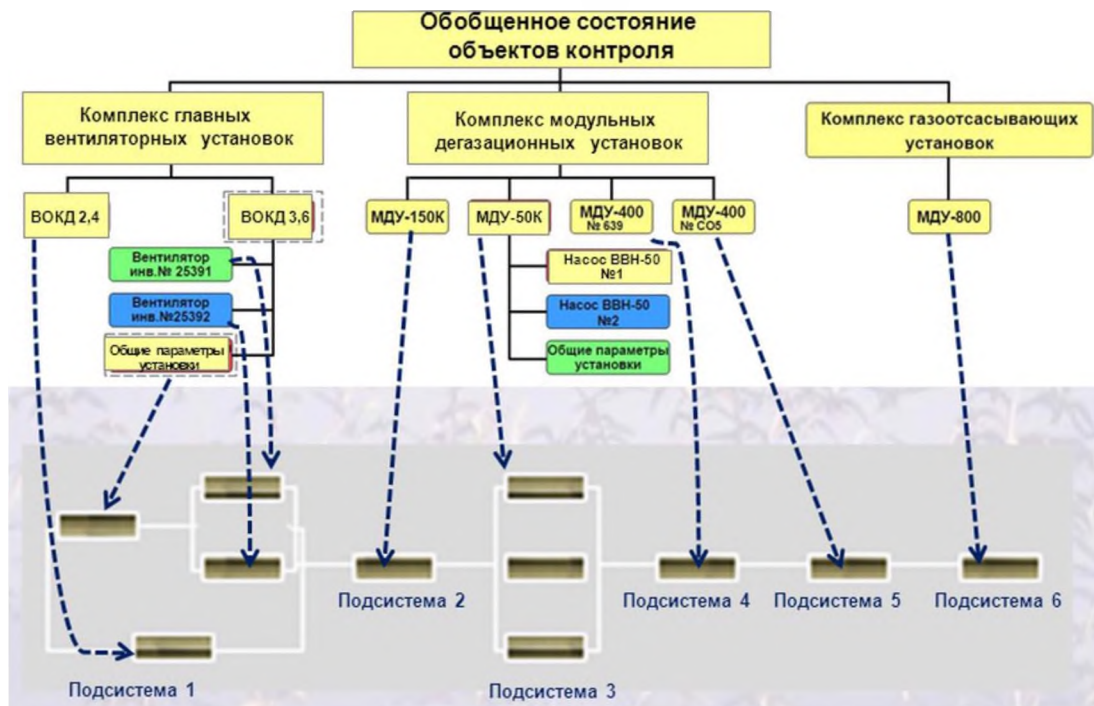 Обобщенное состояние
объектов контроля
Комплекс главных
вентиляторных установок
Комплекс модульных
дегазационных установок
Комплекс газоотсасывающих
установок
ВОКД 2,4
ВОКД 3,6
МДУ-150К
МДУ-50К
МДУ-400
№ 639
МДУ-400
№ СО5
МДУ-800
Вентилятор
инв.№ 25391
Вентилятор
инв.№25392
Общие параметры
установки
Насос ВВН-50
№1
Насос ВВН-50
№2
Общие параметры
установки
Подсистема 1
Подсистема 2
Подсистема 3
Подсистема 4
Подсистема 5
Подсистема 6